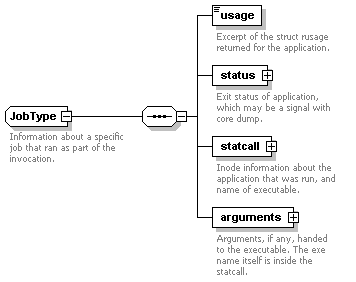 usage
Excerpt of the struct rusage
returned for the application.
status
Exit status of application,
which may be a signal with
core dump.
JobType
Information about a specific
job that ran as part of the
invocation.
statcall
Inode information about the
application that was run, and
name of executable.
arguments
Arguments, if any, handed
to the executable. The exe
name itself is inside the
statcall.